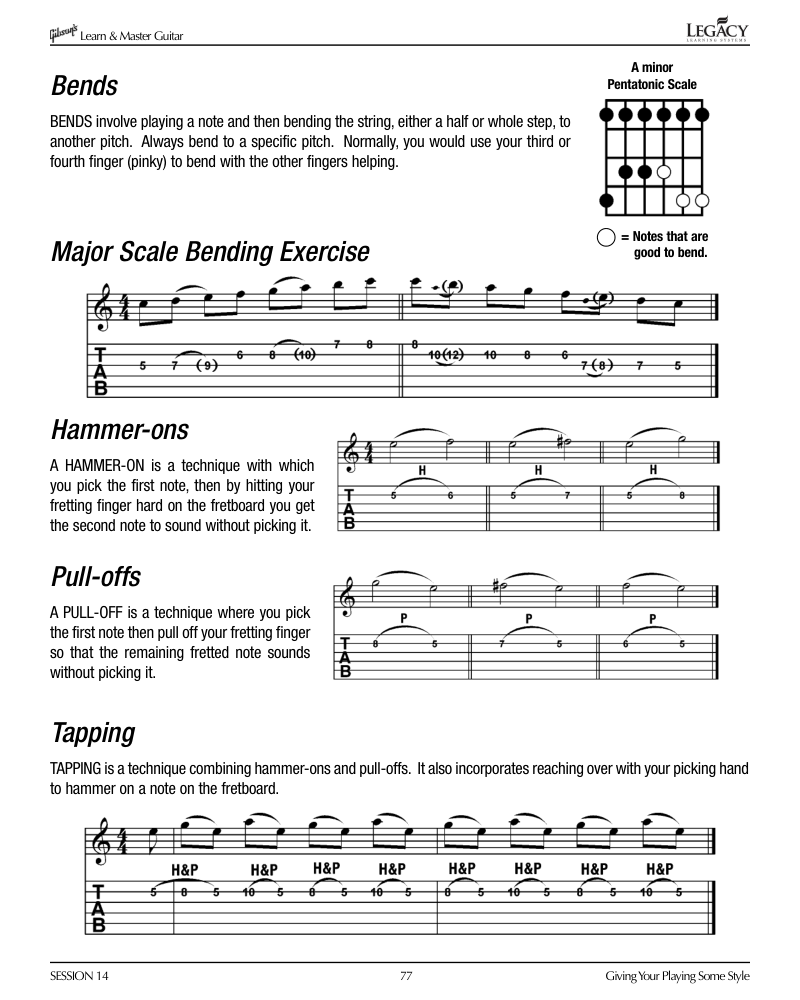 Gibson's Learn & Master Guitar
LEGACY
LEARNING SYSTEMS
Bends
BENDS involve playing a note and then bending the string, either a half or whole step, to
another pitch. Always bend to a specific pitch. Normally, you would use your third or
fourth finger (pinky) to bend with the other fingers helping.
A minor
Pentatonic Scale
= Notes that are
good to bend.
Major Scale Bending Exercise
4 4
T A B
5 7 (9) 6 8 (10) 7 8 8 10(12) 10 8 6 7(8) 7 5
Hammer-ons
A HAMMER-ON is a technique with which
you pick the first note, then by hitting your
fretting finger hard on the fretboard you get
the second note to sound without picking it.
4 4
H H H
T A B
5 6 5 7 5 8
Pull-offs
A PULL-OFF is a technique where you pick
the first note then pull off your fretting finger
so that the remaining fretted note sounds
without picking it.
P P P
T A B
8 5 7 5 6 5
Tapping
TAPPING is a technique combining hammer-ons and pull-offs. It also incorporates reaching over with your picking hand
to hammer on a note on the fretboard.
4 4
H&P H&P H&P H&P H&P H&P H&P H&P
T A B
5 8 5 10 5 8 5 10 5 8 5 10 5 8 5 10 5
SESSION 14 77 Giving Your Playing Some Style